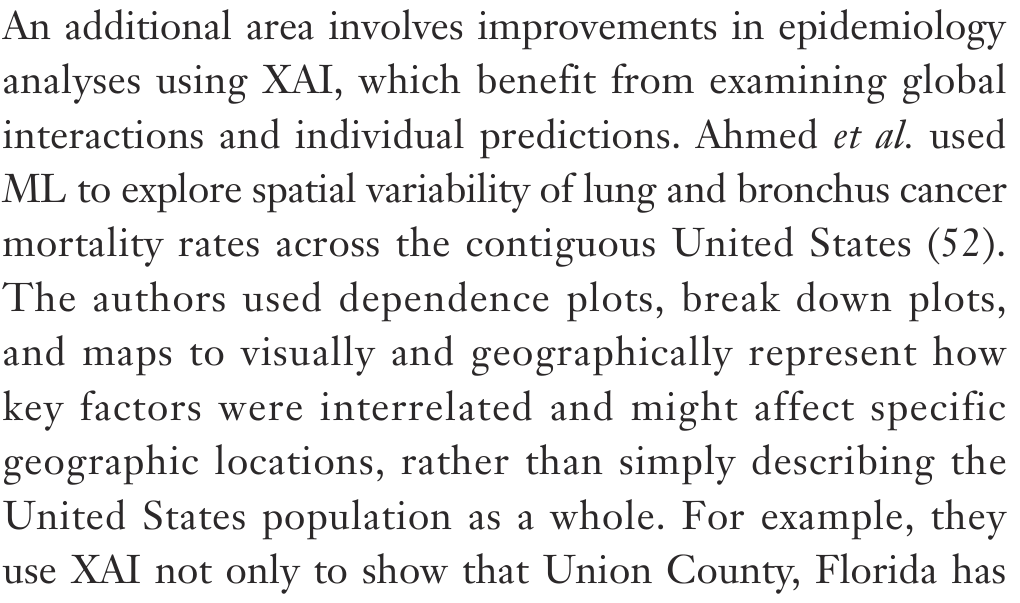 An additional area involves improvements in epidemiology
analyses using XAI, which benefit from examining global
interactions and individual predictions. Ahmed et al. used
ML to explore spatial variability of lung and bronchus cancer
mortality rates across the contiguous United States (52).
The authors used dependence plots, break down plots,
and maps to visually and geographically represent how
key factors were interrelated and might affect specific
geographic locations, rather than simply describing the
United States population as a whole. For example, they
use XAI not only to show that Union County, Florida has